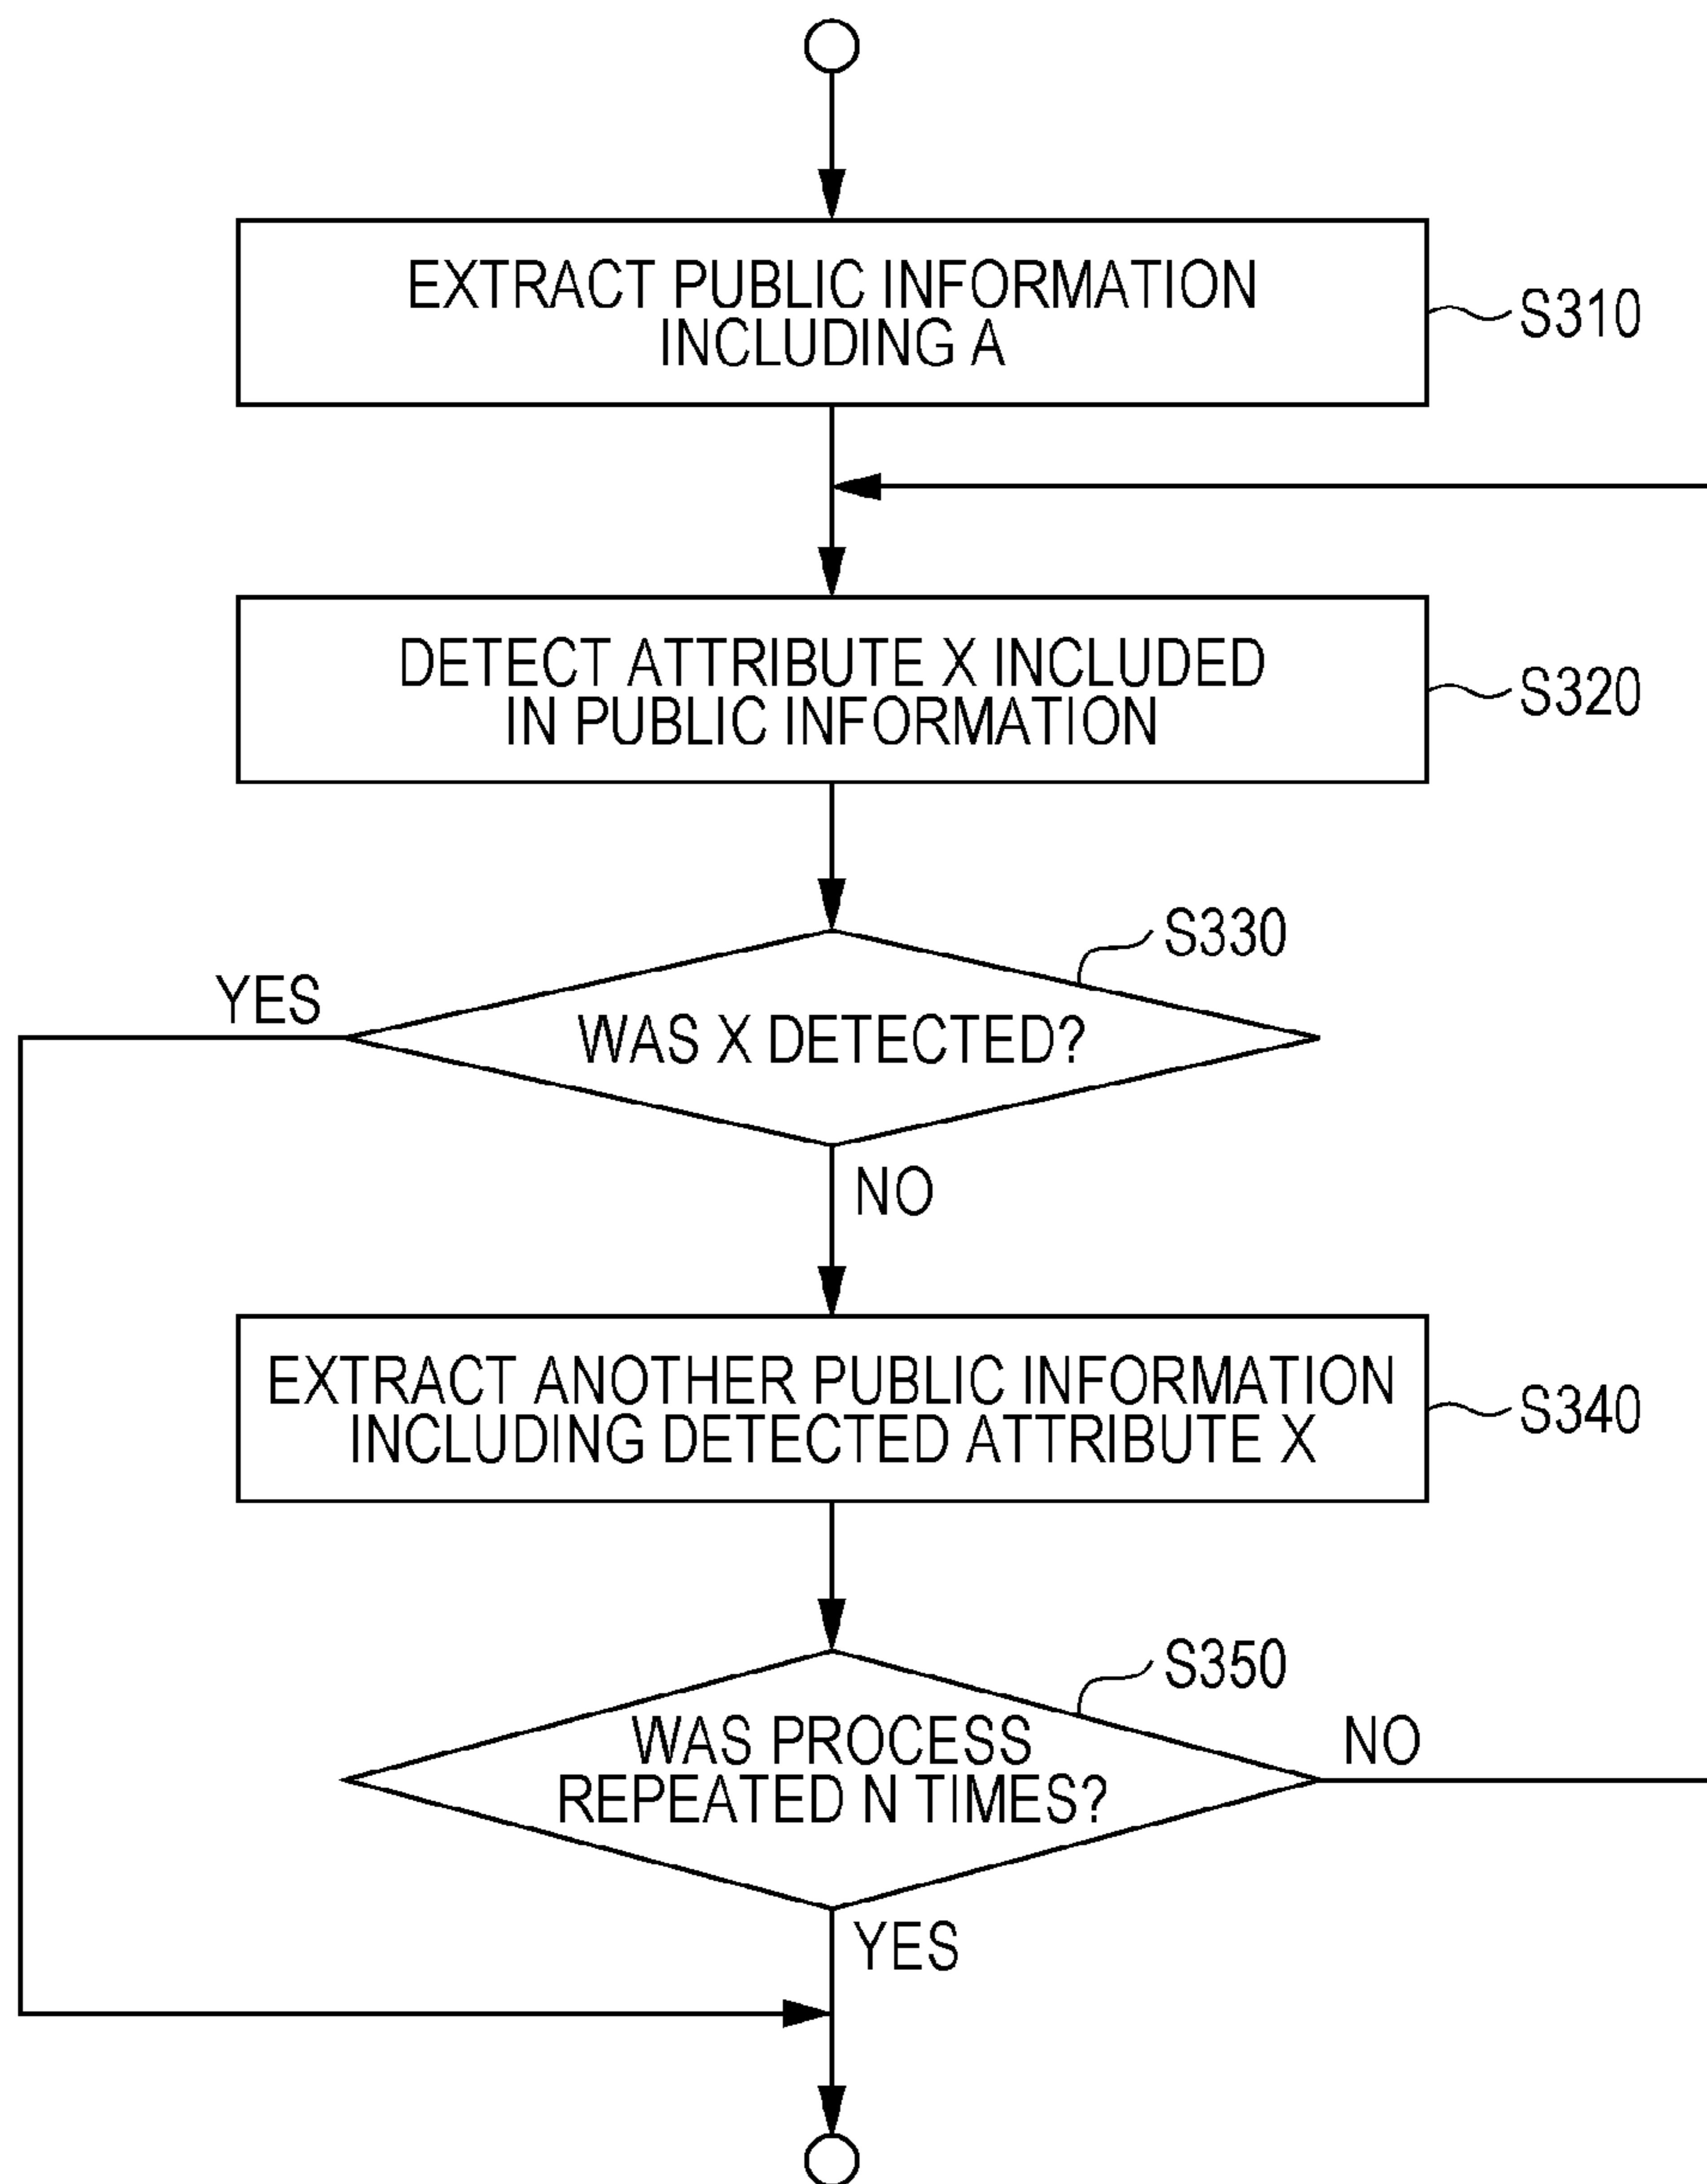 EXTRACT PUBLIC INFORMATION
INCLUDING A
S310
DETECT ATTRIBUTE X INCLUDED
IN PUBLIC INFORMATION
S320
S330
YES
WAS X DETECTED?
NO
EXTRACT ANOTHER PUBLIC INFORMATION
INCLUDING DETECTED ATTRIBUTE X
S340
S350
WAS PROCESS
REPEATED N TIMES?
NO
YES